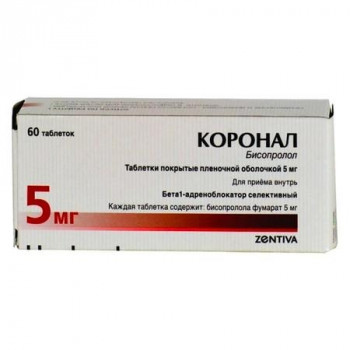 60 таблеток
КОРОНАЛ
Бисопролол
Таблетки покрытые пленочной оболочкой 5 мг
Для приёма внутрь
Бета1-адреноблокатор селективный
5 мг
Каждая таблетка содержит: бисопролола фумарат 5 мг
ZENTIVA